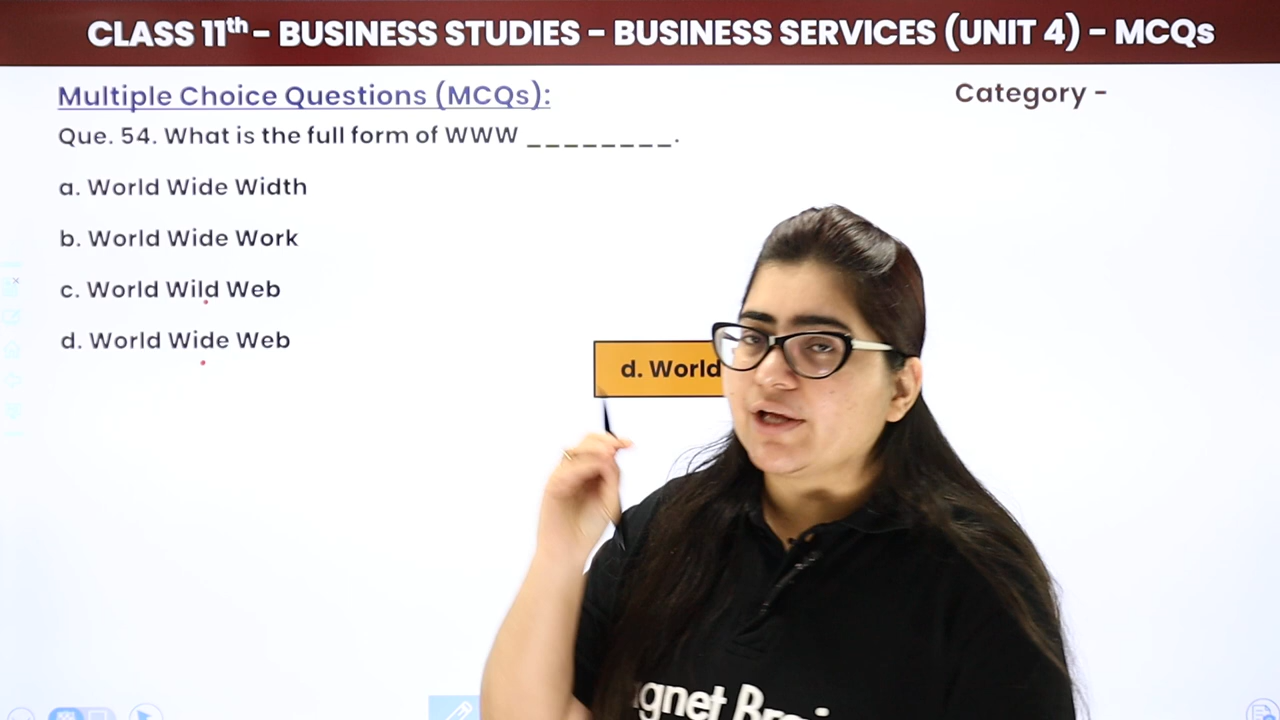 CLASS 11th - BUSINESS STUDIES - BUSINESS SERVICES (UNIT 4) - MCQs
Multiple Choice Questions (MCQs):
Category -
Que. 54. What is the full form of WWW ________.
a. World Wide Width
b. World Wide Work
c. World Wild Web
d. World Wide Web
d. World